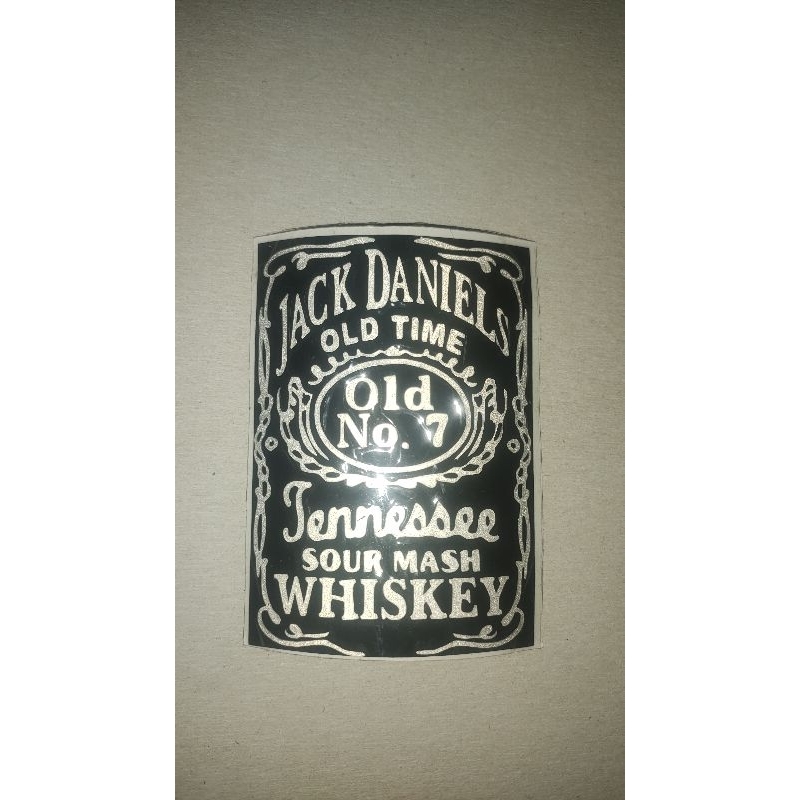 JACK DANIELS
OLD TIME
Old
No. 7
Tennessee
SOUR MASH
WHISKEY